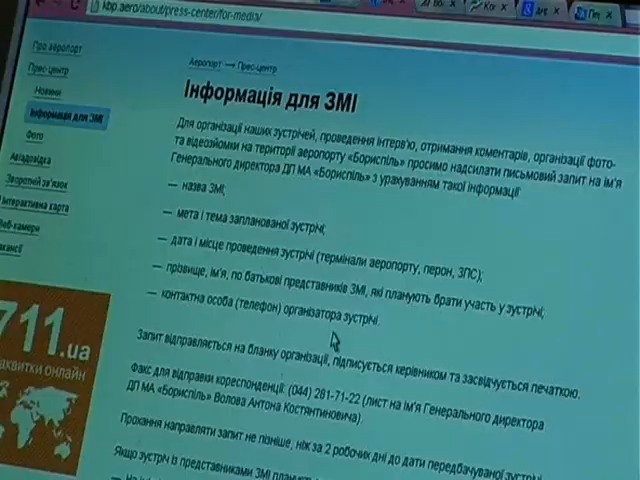 kbp.aero/about/press-center/for-media/
Про аеропорт
Прес-центр
Новини
Інформація для ЗМІ
Фото
Авіадовідка
Зворотній зв'язок
Інтерактивна карта
Веб-камери
711.ua
онлайн
Аеропорт → Прес-центр
Інформація для ЗМІ
Для організації наших зустрічей, проведення інтерв'ю, отримання коментарів, організації фото-
та відеозйомки на території аеропорту «Бориспіль» просимо надсилати письмовий запит на ім'я
Генерального директора ДП МА «Бориспіль» з урахуванням такої інформації:
— назва ЗМІ;
— мета і тема запланованої зустрічі;
— дата і місце проведення зустрічі (термінали аеропорту, перон, ЗПС);
— прізвище, ім'я, по батькові представників ЗМІ, які планують брати участь у зустрічі;
— контактна особа (телефон) організатора зустрічі.
Запит відправляється на бланку організації, підписується керівником та засвідчується печаткою.
Факс для відправки кореспонденції: (044) 281-71-22 (лист на ім'я Генерального директора
ДП МА «Бориспіль» Волова Антона Костянтиновича).
Прохання направляти запит не пізніше, ніж за 2 робочих дні до дати передбачуваної зустрічі
Якщо зустріч із представниками ЗМІ